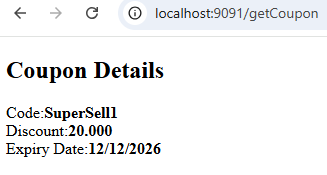 localhost:9091/getCoupon
Coupon Details
Code:SuperSell1
Discount:20.000
Expiry Date:12/12/2026